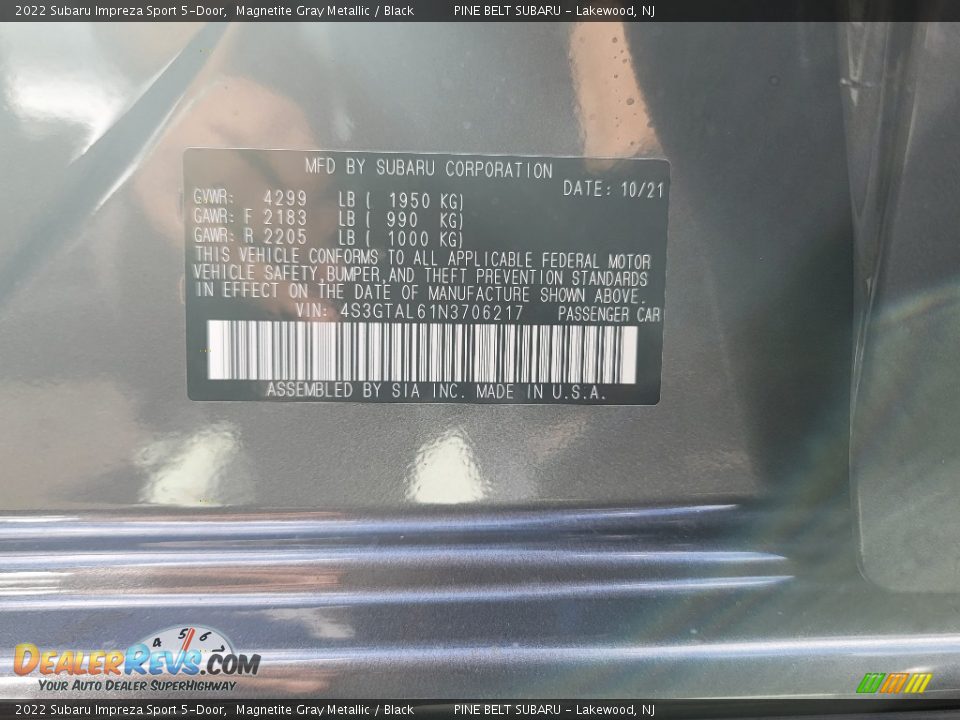 2022 Subaru Impreza Sport 5-Door, Magnetite Gray Metallic / Black PINE BELT SUBARU - Lakewood, NJ
MFD BY SUBARU CORPORATION
DATE: 10/21
GVWR: 4299 LB ( 1950 KG)
GAWR: F 2183 LB ( 990 KG)
GAWR: R 2205 LB ( 1000 KG)
THIS VEHICLE CONFORMS TO ALL APPLICABLE FEDERAL MOTOR
VEHICLE SAFETY,BUMPER,AND THEFT PREVENTION STANDARDS
IN EFFECT ON THE DATE OF MANUFACTURE SHOWN ABOVE.
VIN: 4S3GTAL61N3706217 PASSENGER CAR
ASSEMBLED BY SIA INC. MADE IN U.S.A.
4 5 6 7
DEALERREVS.COM
YOUR AUTO DEALER SUPERHIGHWAY
2022 Subaru Impreza Sport 5-Door, Magnetite Gray Metallic / Black PINE BELT SUBARU - Lakewood, NJ